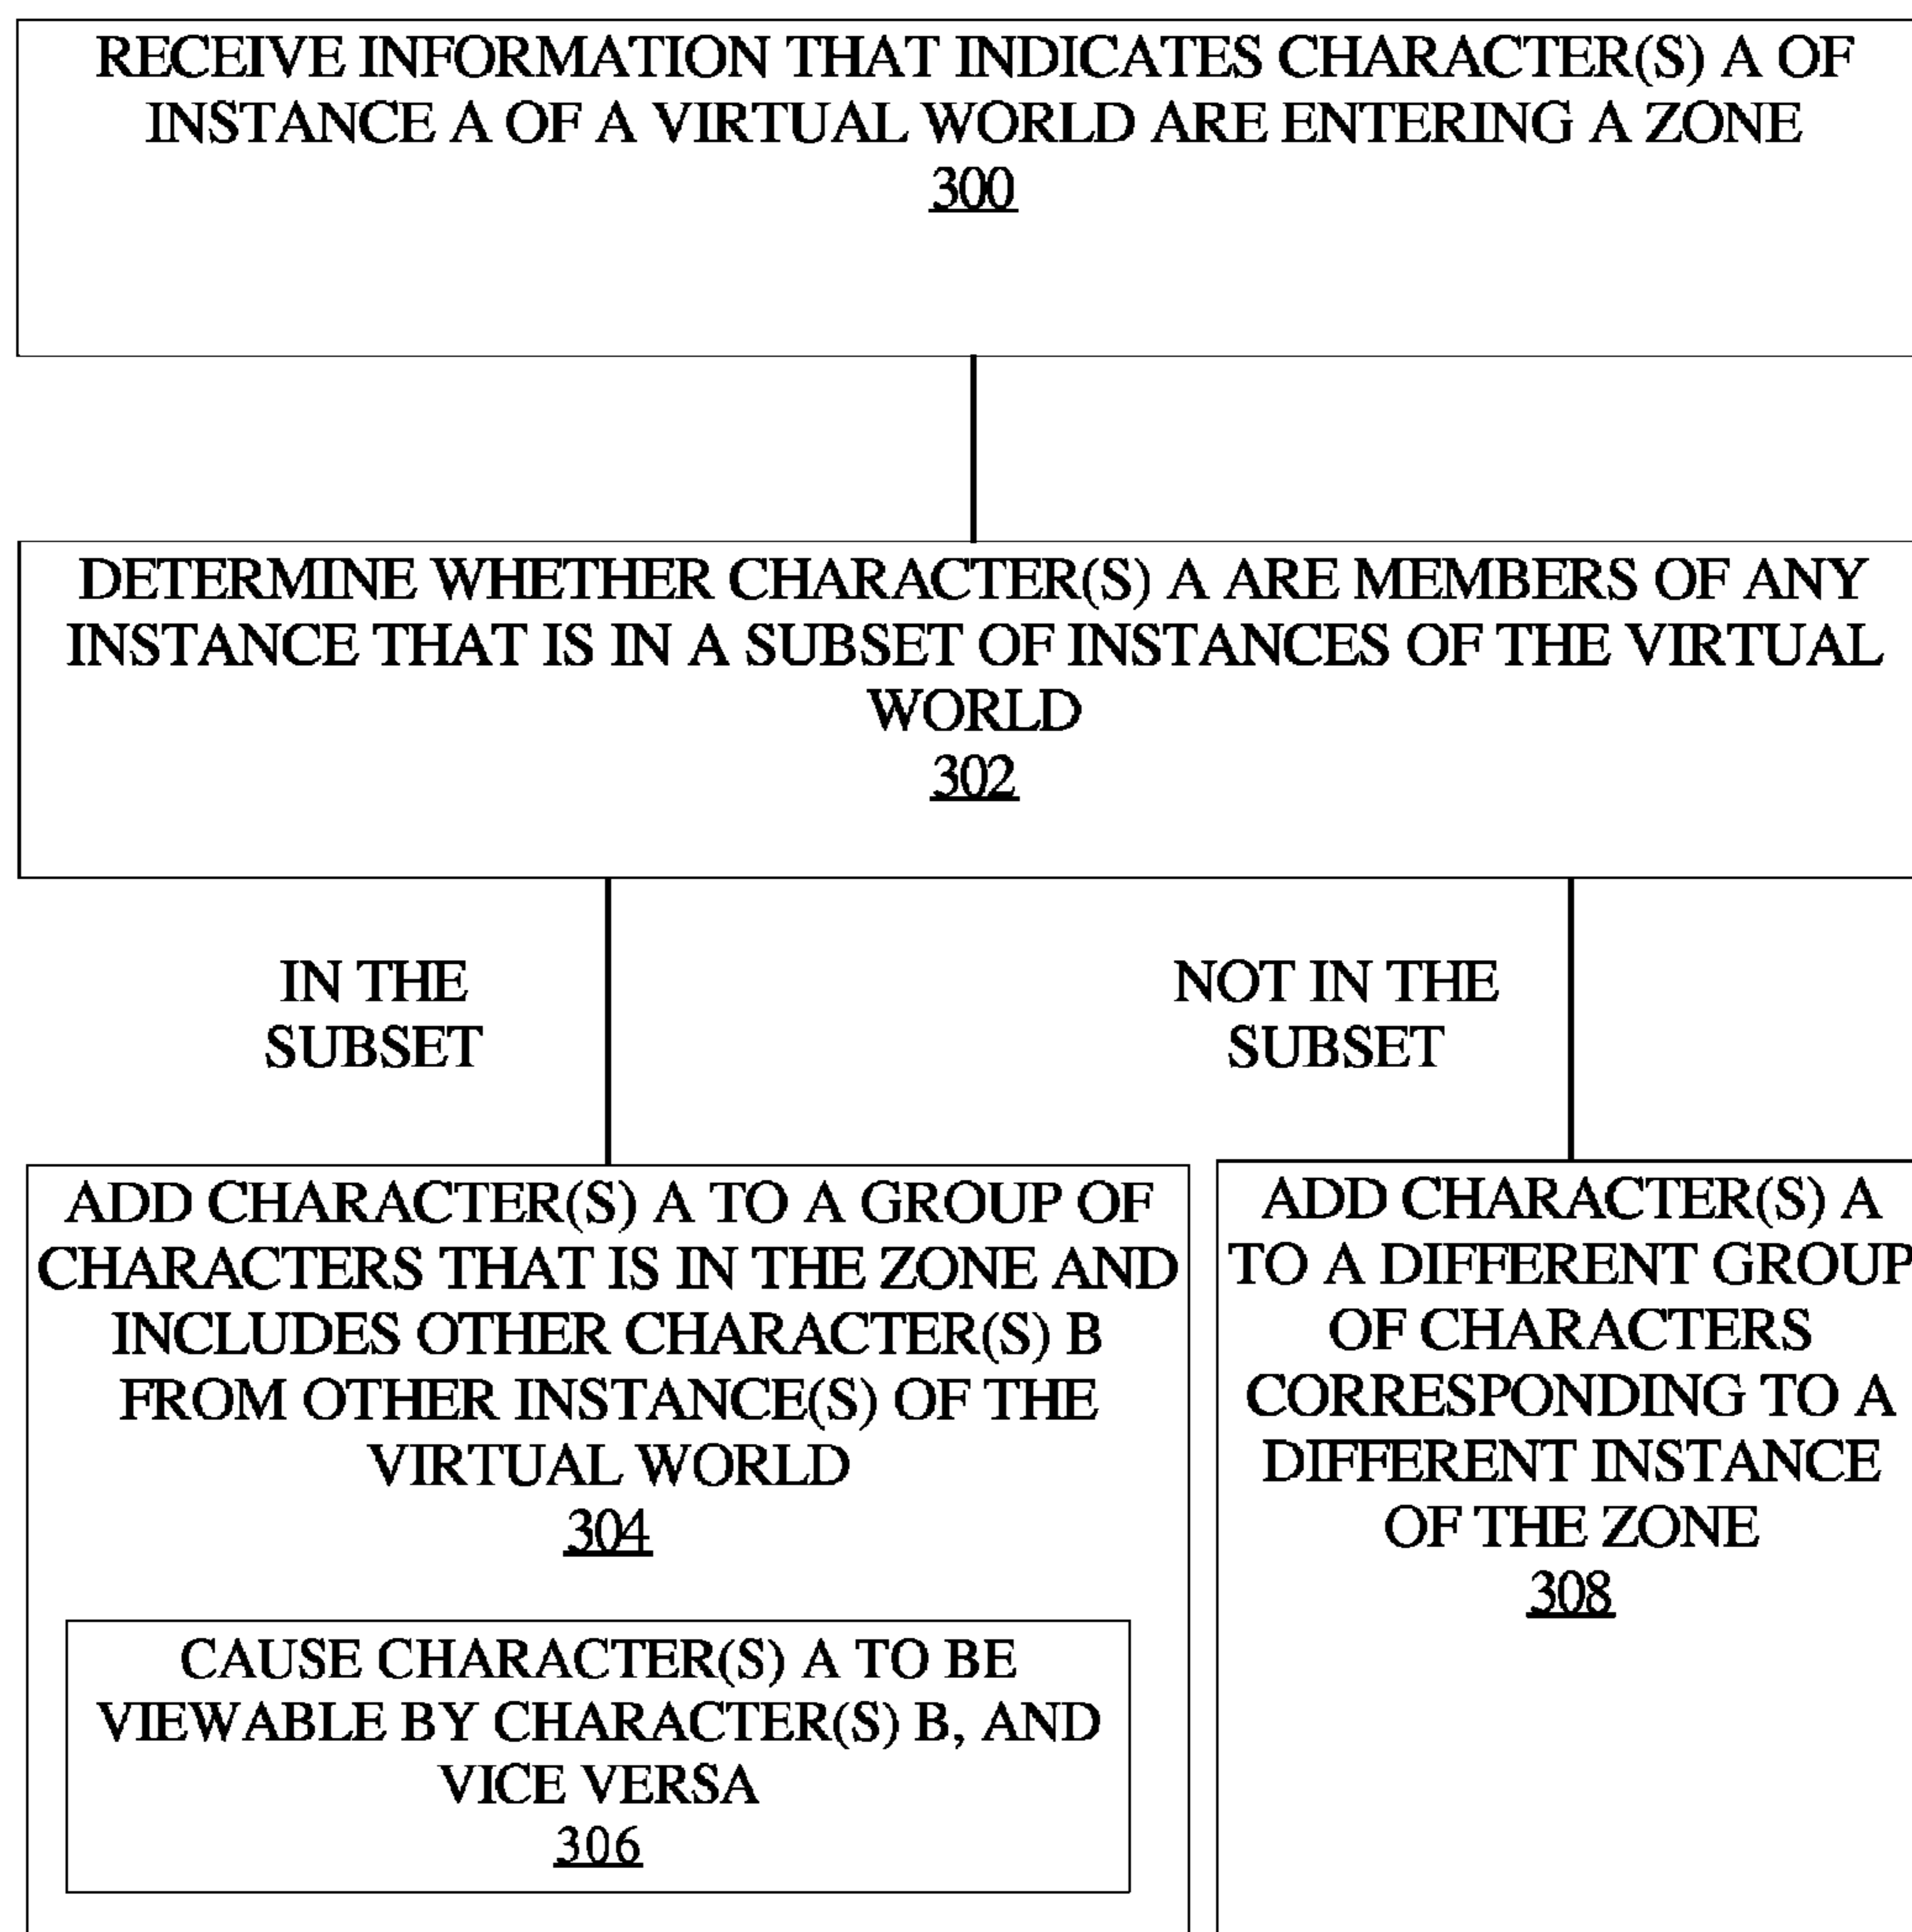 RECEIVE INFORMATION THAT INDICATES CHARACTER(S) A OF
INSTANCE A OF A VIRTUAL WORLD ARE ENTERING A ZONE
300
DETERMINE WHETHER CHARACTER(S) A ARE MEMBERS OF ANY
INSTANCE THAT IS IN A SUBSET OF INSTANCES OF THE VIRTUAL
WORLD
302
IN THE
SUBSET
NOT IN THE
SUBSET
ADD CHARACTER(S) A TO A GROUP OF
CHARACTERS THAT IS IN THE ZONE AND
INCLUDES OTHER CHARACTER(S) B
FROM OTHER INSTANCE(S) OF THE
VIRTUAL WORLD
304
CAUSE CHARACTER(S) A TO BE
VIEWABLE BY CHARACTER(S) B, AND
VICE VERSA
306
ADD CHARACTER(S) A
TO A DIFFERENT GROUP
OF CHARACTERS
CORRESPONDING TO A
DIFFERENT INSTANCE
OF THE ZONE
308